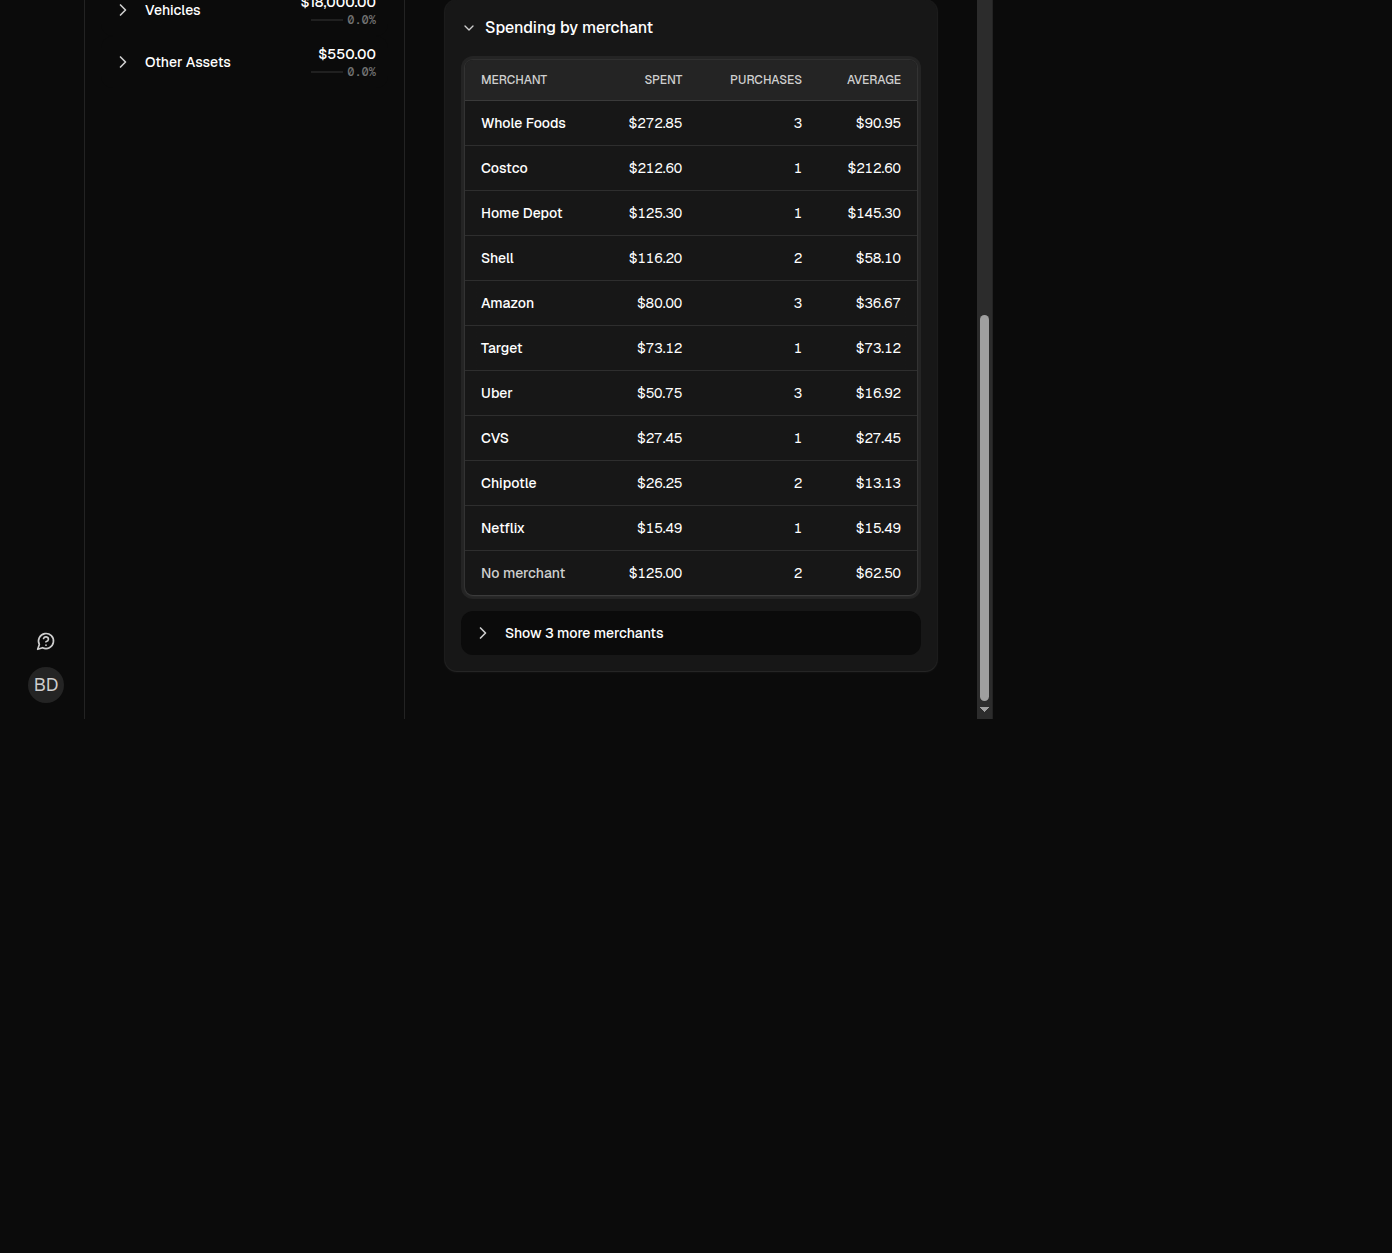 Vehicles $18,000.00
0.0%
Other Assets $550.00
0.0%
Spending by merchant
MERCHANT SPENT PURCHASES AVERAGE
Whole Foods $272.85 3 $90.95
Costco $212.60 1 $212.60
Home Depot $125.30 1 $145.30
Shell $116.20 2 $58.10
Amazon $80.00 3 $36.67
Target $73.12 1 $73.12
Uber $50.75 3 $16.92
CVS $27.45 1 $27.45
Chipotle $26.25 2 $13.13
Netflix $15.49 1 $15.49
No merchant $125.00 2 $62.50
Show 3 more merchants
BD